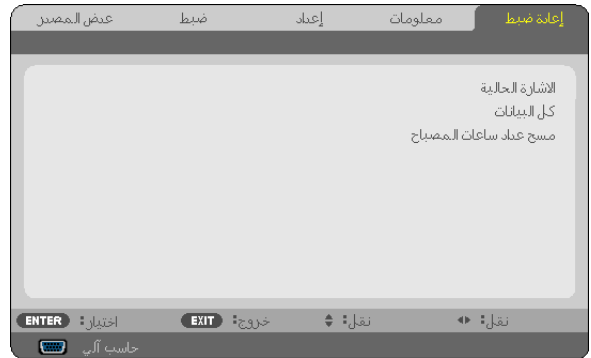 إعادة ضبط معلومات إعداد ضبط عرض المصدر
الاشارة الحالية
كل البيانات
مسح عداد ساعات المصباح
نقل: نقل: خروج: EXIT اختيار: ENTER
حاسب آلي